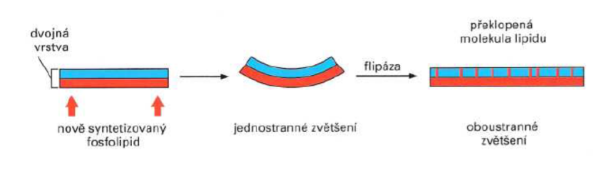 dvojná
vrstva
nově syntetizovaný
fosfolipid
jednostranné zvětšení
flipáza
překlopená
molekula lipidu
oboustranné
zvětšení